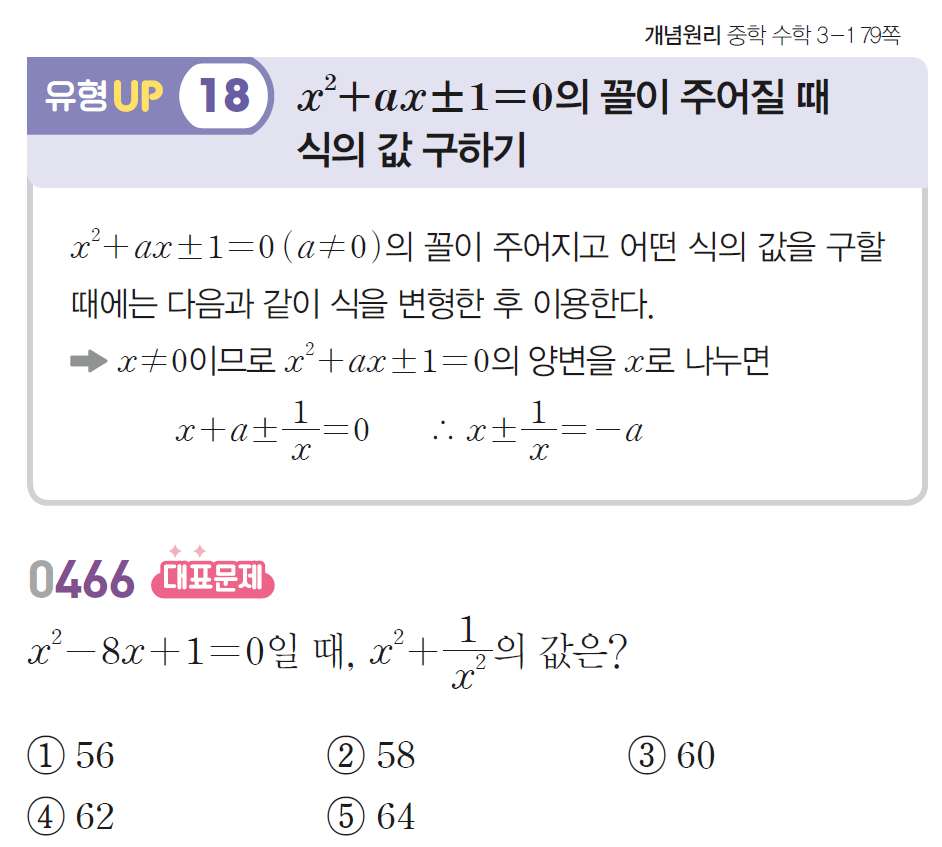 개념원리 중학 수학 3-1 79쪽
유형 UP 18 x²+ax±1=0의 꼴이 주어질 때
식의 값 구하기
x²+ax±1=0 (a≠0)의 꼴이 주어지고 어떤 식의 값을 구할
때에는 다음과 같이 식을 변형한 후 이용한다.
➡ x≠0이므로 x²+ax±1=0의 양변을 x로 나누면
x+a±1/x=0 ∴ x±1/x=-a
0466 대표문제
x²-8x+1=0일 때, x²+1/x²의 값은?
① 56 ② 58 ③ 60
④ 62 ⑤ 64